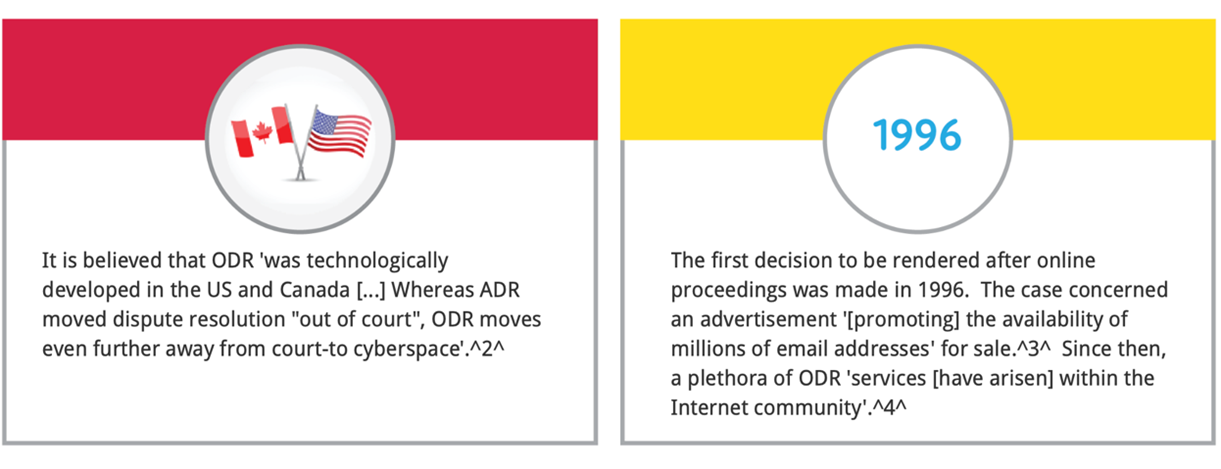 It is believed that ODR 'was technologically
developed in the US and Canada [...] Whereas ADR
moved dispute resolution "out of court", ODR moves
even further away from court-to cyberspace'.^2^
1996
The first decision to be rendered after online
proceedings was made in 1996.  The case concerned
an advertisement '[promoting] the availability of
millions of email addresses' for sale.^3^  Since then,
a plethora of ODR 'services [have arisen] within the
Internet community'.^4^